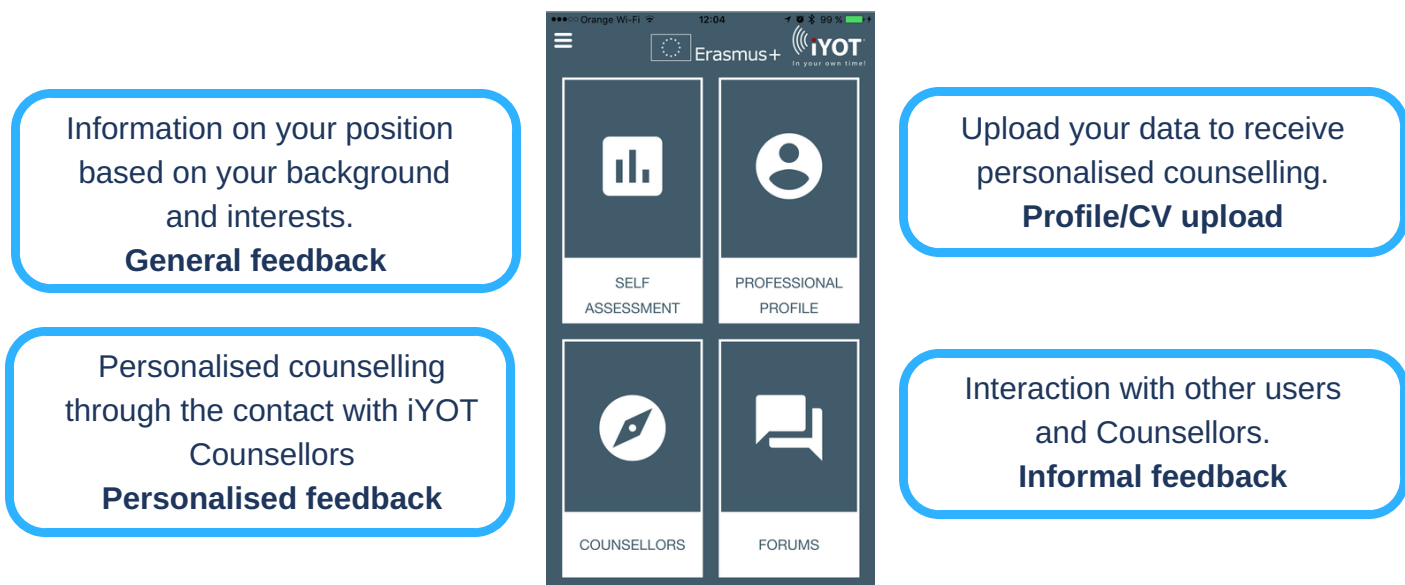 Information on your position
based on your background
and interests.
General feedback
Personalised counselling
through the contact with iYOT
Counsellors
Personalised feedback
Orange Wi-Fi 12:04 99 %
Erasmus+ iYOT
In your own time!
SELF
ASSESSMENT
PROFESSIONAL
PROFILE
COUNSELLORS
FORUMS
Upload your data to receive
personalised counselling.
Profile/CV upload
Interaction with other users
and Counsellors.
Informal feedback